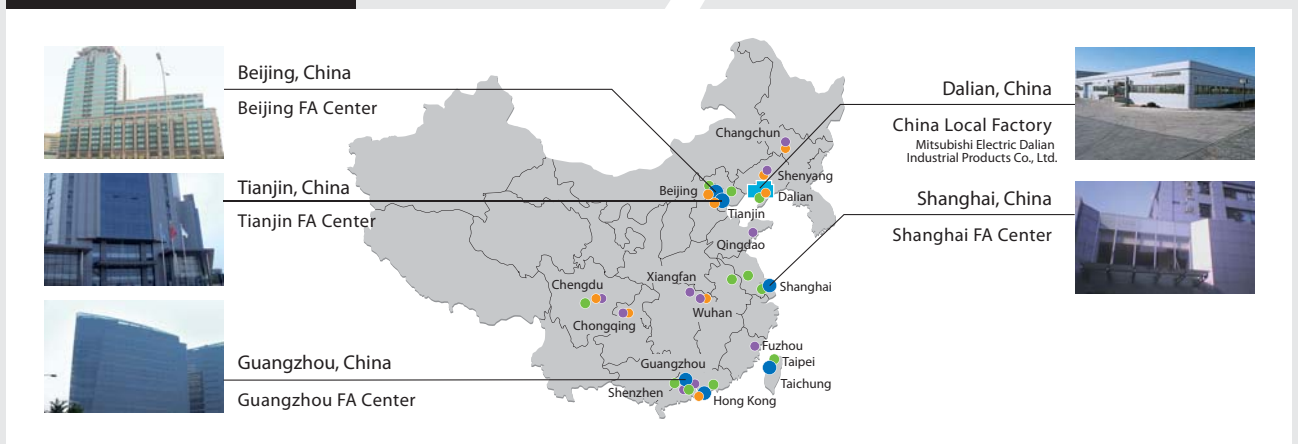 Beijing, China
Beijing FA Center
Tianjin, China
Tianjin FA Center
Guangzhou, China
Guangzhou FA Center
Changchun
Shenyang
Beijing
Dalian
Tianjin
Qingdao
Xiangfan
Chengdu
Shanghai
Wuhan
Chongqing
Fuzhou
Guangzhou
Taipei
Taichung
Shenzhen
Hong Kong
Dalian, China
China Local Factory
Mitsubishi Electric Dalian
Industrial Products Co., Ltd.
Shanghai, China
Shanghai FA Center